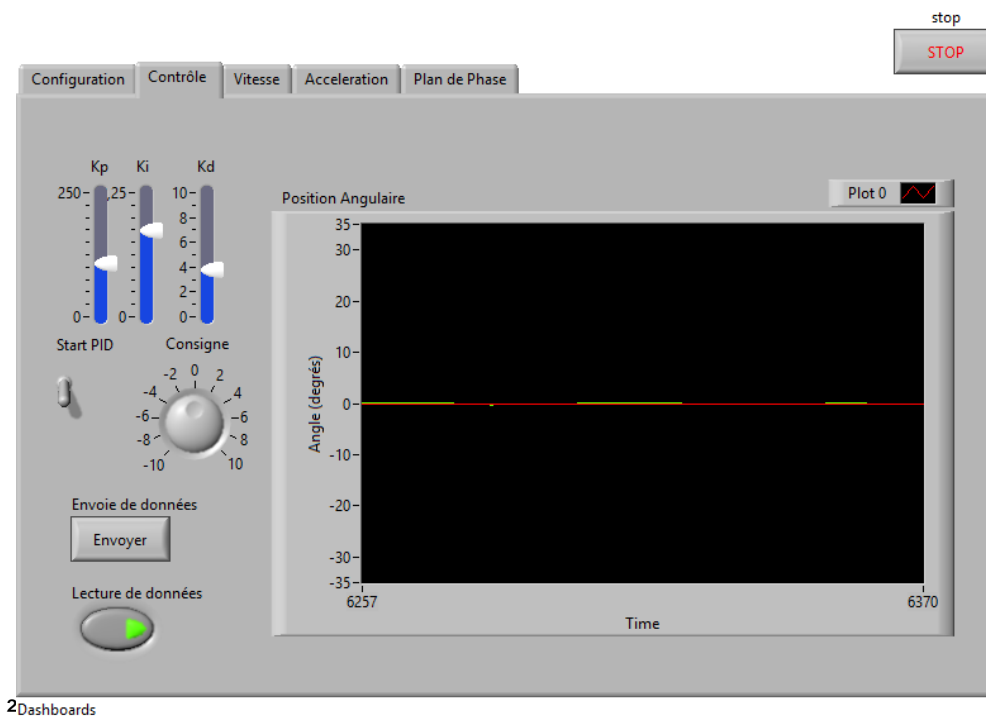 stop
STOP
Configuration Contrôle Vitesse Acceleration Plan de Phase
Kp Ki Kd
250 ,25 10
8
6
4
2
0 0 0
Start PID Consigne
-10 -8 -6 -4 -2 0 2 4 6 8 10
Envoie de données
Envoyer
Lecture de données
Position Angulaire
Plot 0
Angle (degrés)
35
30
20
10
0
-10
-20
-30
-35
6257 6370
Time
2Dashboards